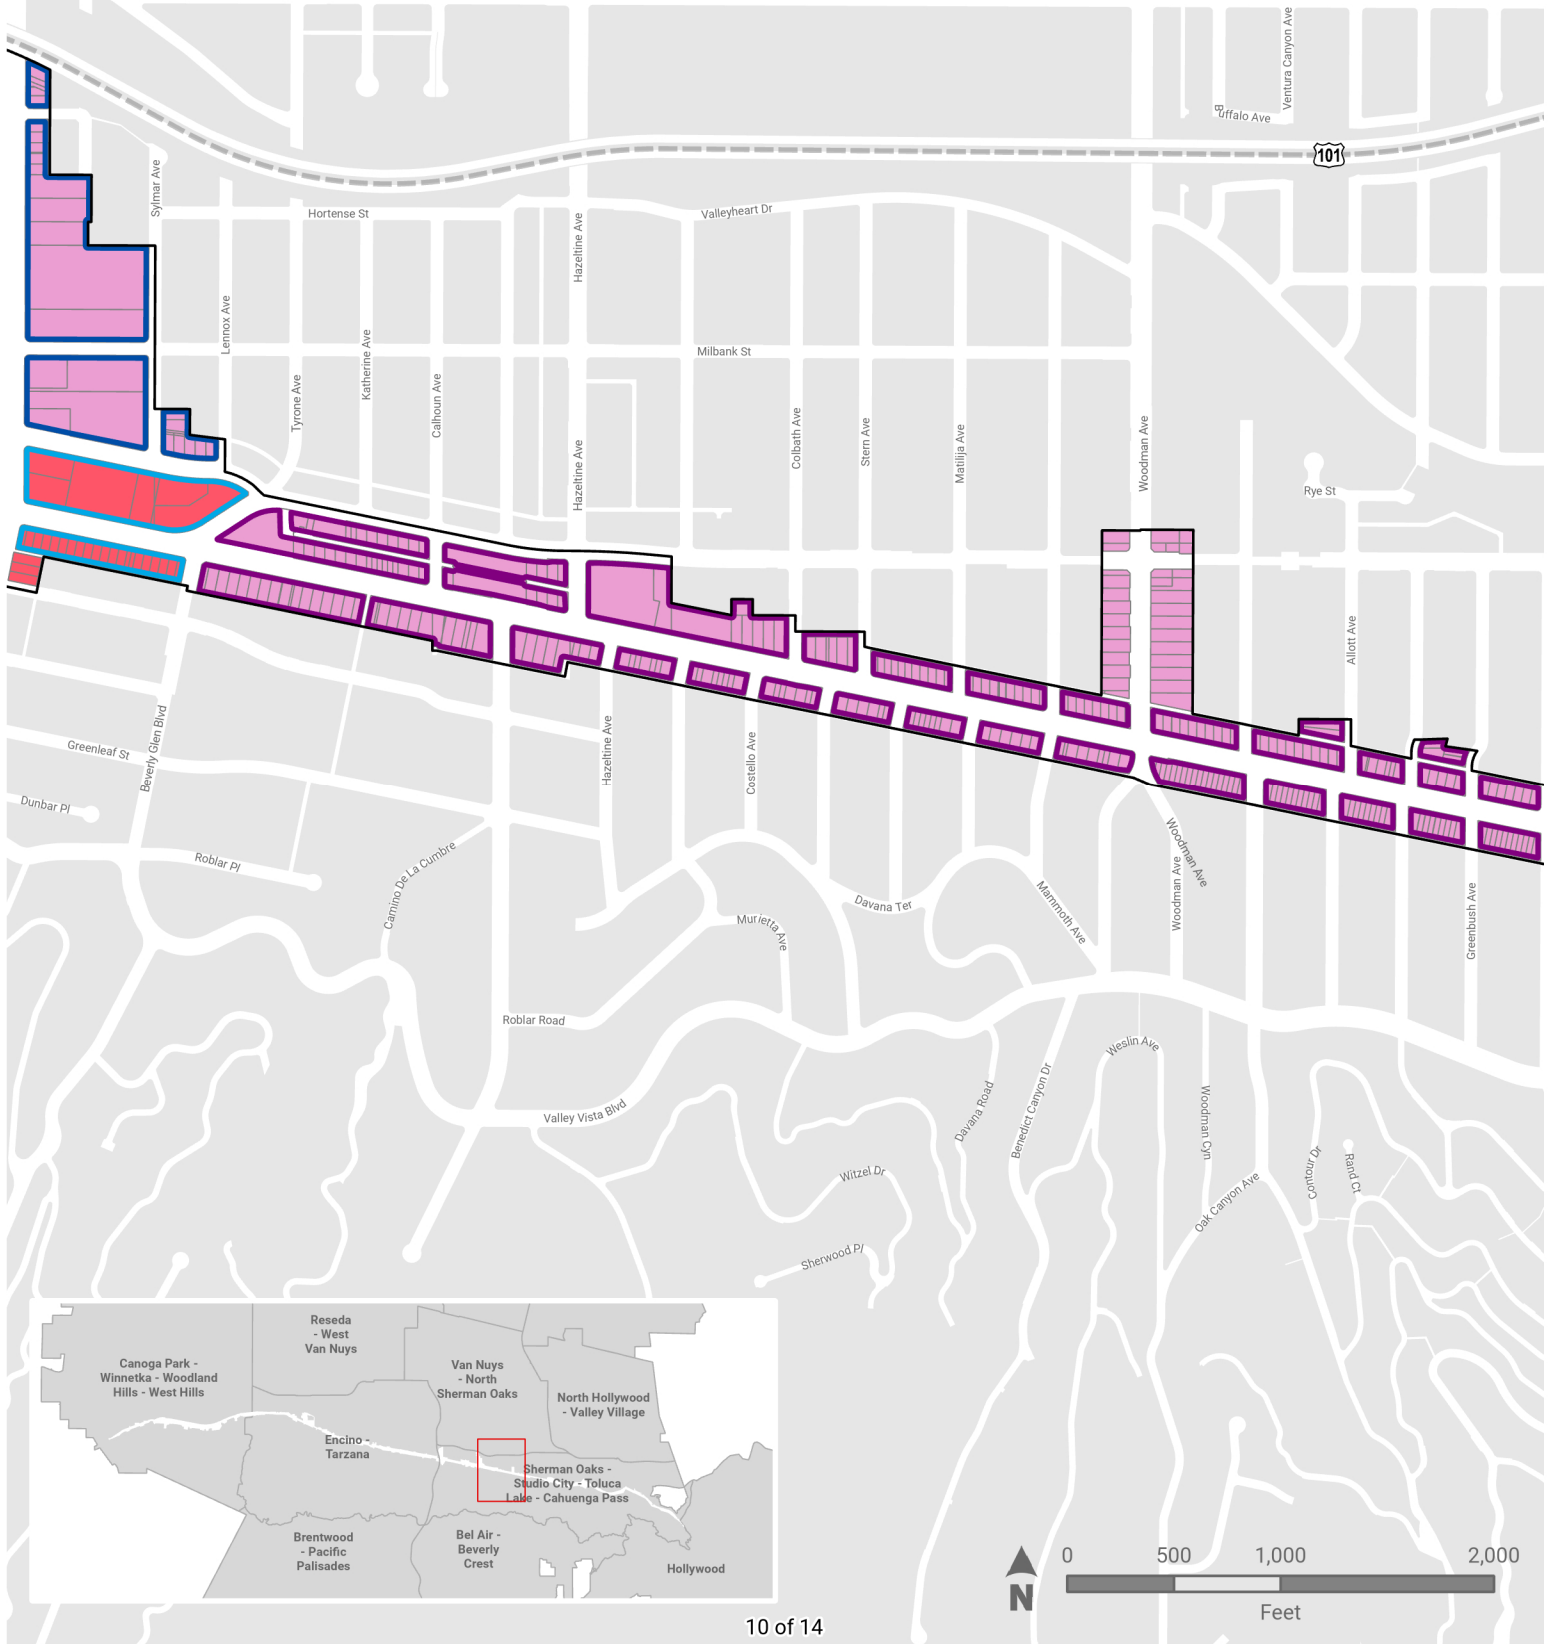 Ventura Canyon Ave
Buffalo Ave
101
Sylmar Ave
Hortense St
Valleyheart Dr
Hazeltine Ave
Lennox Ave
Milbank St
Katherine Ave
Tyrone Ave
Calhoun Ave
Hazeltine Ave
Colbath Ave
Stern Ave
Matilija Ave
Woodman Ave
Rye St
Allott Ave
Greenleaf St
Beverly Glen Blvd
Hazeltine Ave
Costello Ave
Dunbar Pl
Roblar Pl
Camino De La Cumbre
Woodman Ave
Woodman Ave
Davana Ter
Mammoth Ave
Murietta Ave
Greenbush Ave
Roblar Road
Weslin Ave
Valley Vista Blvd
Davana Road
Benedict Canyon Dr
Woodman Cyn
Contour Dr
Rand Ct
Witzel Dr
Oak Canyon Ave
Sherwood Pl
Reseda
- West
Van Nuys
Canoga Park -
Winnetka - Woodland
Hills - West Hills
Van Nuys
- North
Sherman Oaks
North Hollywood
- Valley Village
Encino -
Tarzana
Sherman Oaks -
Studio City - Toluca
Lake - Cahuenga Pass
Brentwood
- Pacific
Palisades
Bel Air -
Beverly
Crest
Hollywood
N
0 500 1,000 2,000
Feet
10 of 14